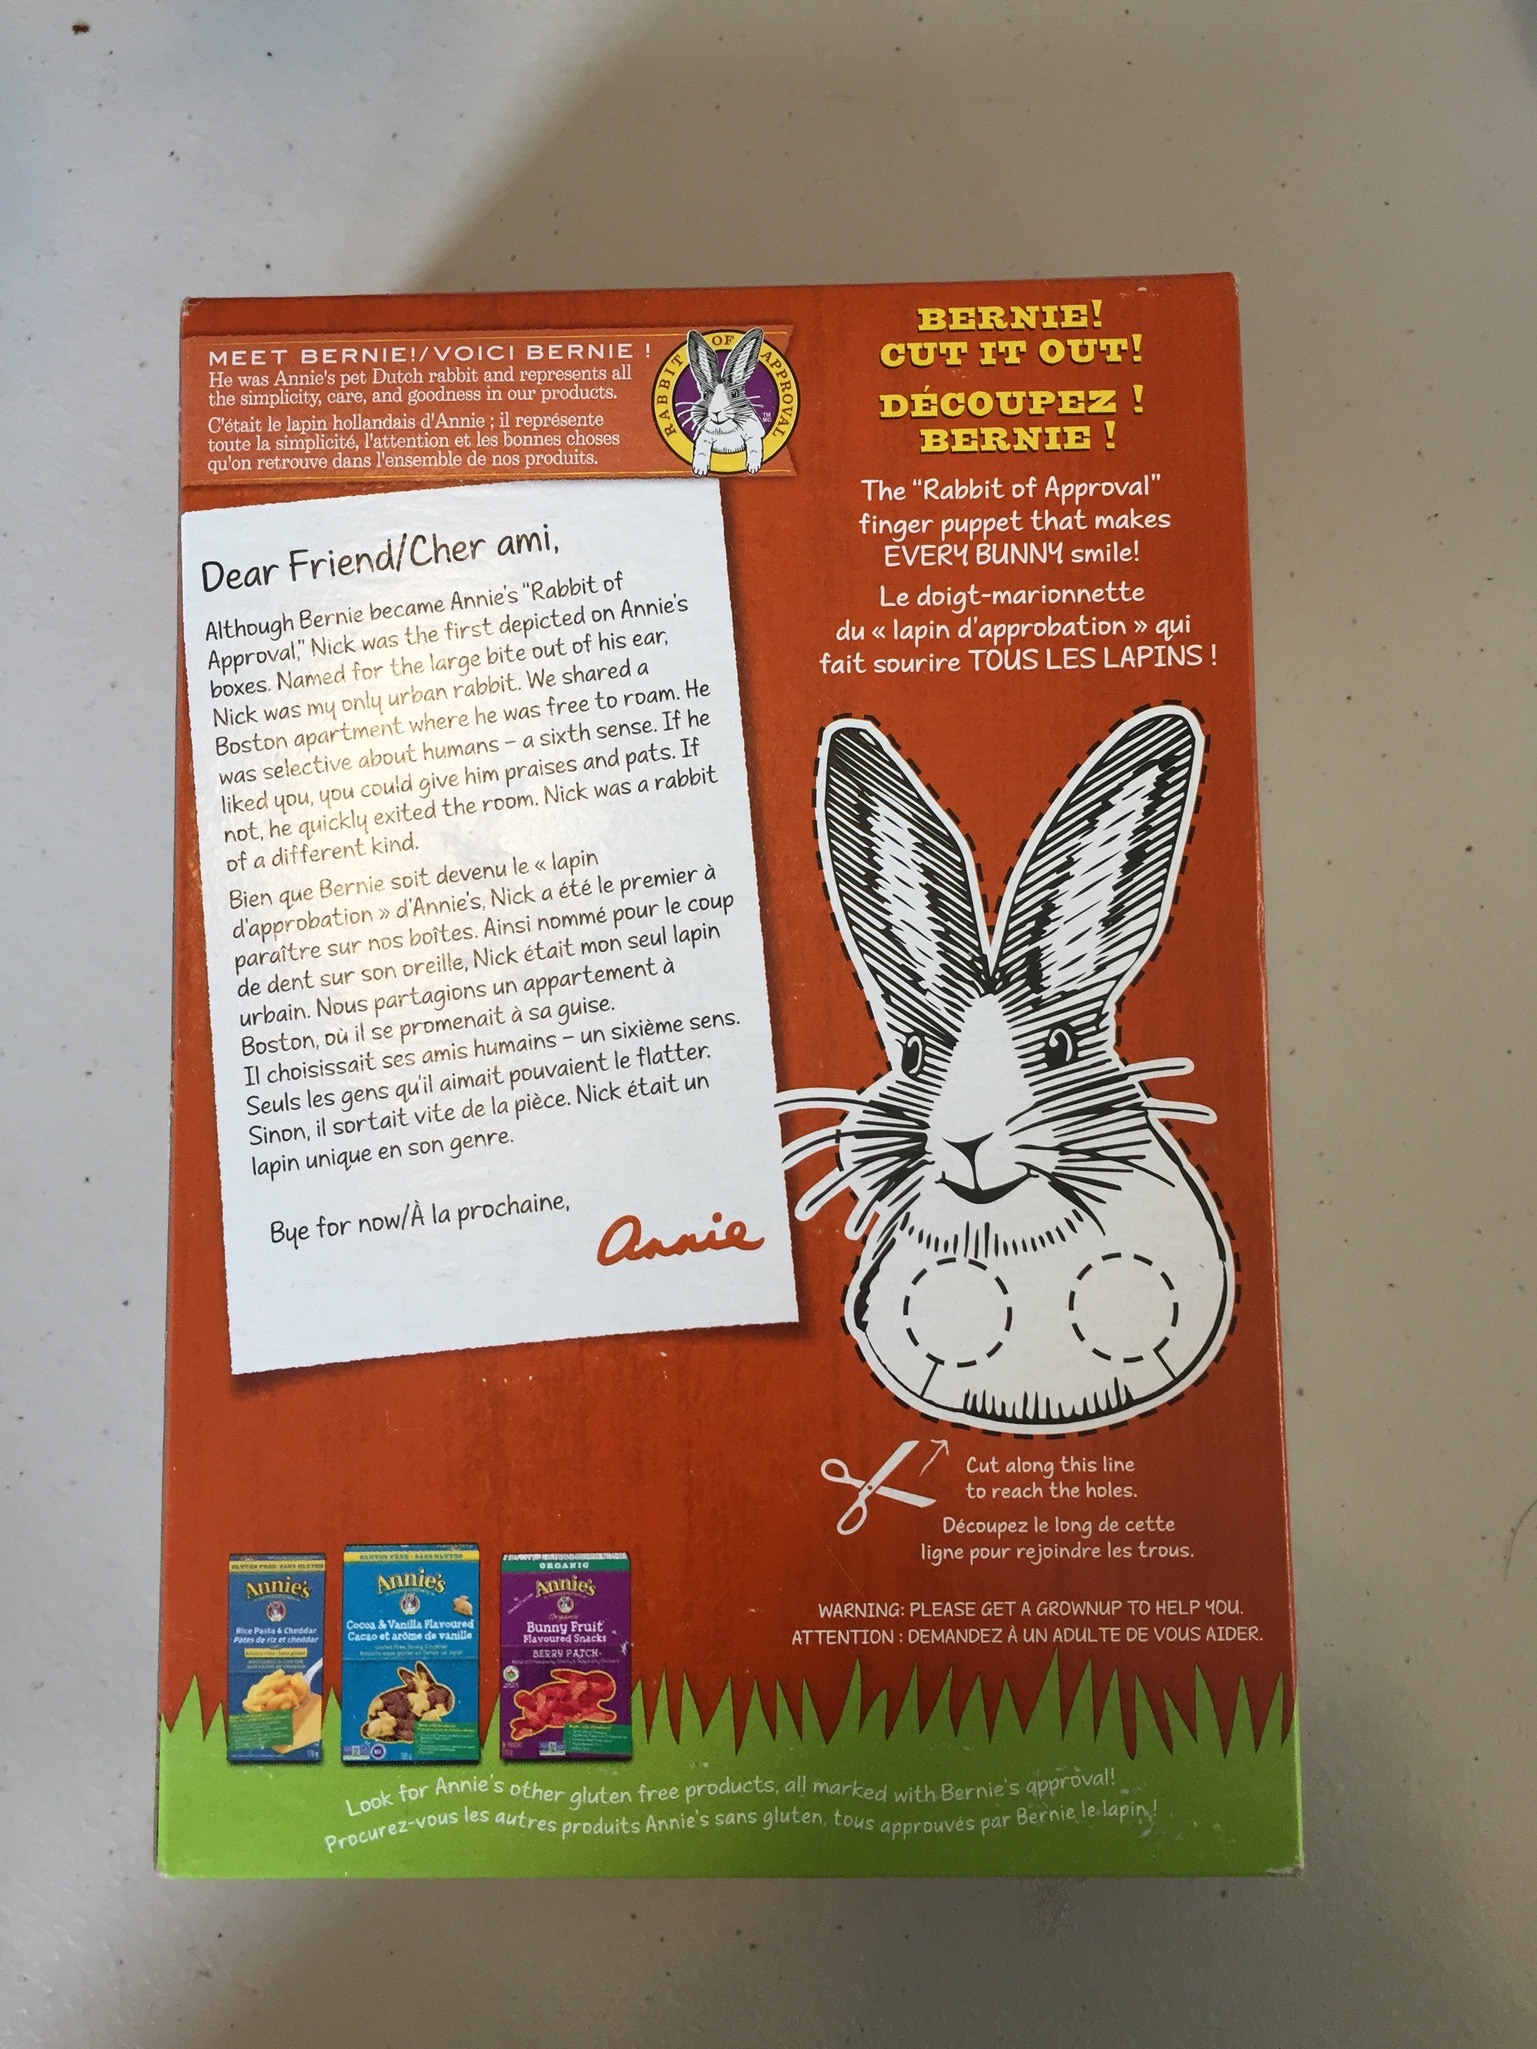 MEET BERNIE!/VOICI BERNIE !
He was Annie's pet Dutch rabbit and represents all
the simplicity, care, and goodness in our products.
C'était le lapin hollandais d'Annie ; il représente
toute la simplicité, l'attention et les bonnes choses
qu'on retrouve dans l'ensemble de nos produits.
RABBIT OF APPROVAL
Dear Friend/Cher ami,
Although Bernie became Annie's "Rabbit of
Approval," Nick was the first depicted on Annie's
boxes. Named for the large bite out of his ear,
Nick was my only urban rabbit. We shared a
Boston apartment where he was free to roam. He
was selective about humans – a sixth sense. If he
liked you, you could give him praises and pats. If
not, he quickly exited the room. Nick was a rabbit
of a different kind.
Bien que Bernie soit devenu le « lapin
d'approbation » d'Annie's, Nick a été le premier à
paraître sur nos boîtes. Ainsi nommé pour le coup
de dent sur son oreille, Nick était mon seul lapin
urbain. Nous partagions un appartement à
Boston, où il se promenait à sa guise.
Il choisissait ses amis humains – un sixième sens.
Seuls les gens qu'il aimait pouvaient le flatter.
Sinon, il sortait vite de la pièce. Nick était un
lapin unique en son genre.
Bye for now/À la prochaine,
Annie
BERNIE!
CUT IT OUT!
DÉCOUPEZ !
BERNIE !
The "Rabbit of Approval"
finger puppet that makes
EVERY BUNNY smile!
Le doigt-marionnette
du « lapin d'approbation » qui
fait sourire TOUS LES LAPINS !
Cut along this line
to reach the holes.
Découpez le long de cette
ligne pour rejoindre les trous.
WARNING: PLEASE GET A GROWNUP TO HELP YOU.
ATTENTION : DEMANDEZ À UN ADULTE DE VOUS AIDER.
GLUTEN FREE · SANS GLUTEN
Annie's
Rice Pasta & Cheddar
Pâtes de riz et cheddar
GLUTEN FREE · SANS GLUTEN
Annie's
Cocoa & Vanilla Flavoured
Cacao et arôme de vanille
ORGANIC
Annie's
Organic
Bunny Fruit
Flavoured Snacks
BERRY PATCH
Look for Annie's other gluten free products, all marked with Bernie's approval!
Procurez-vous les autres produits Annie's sans gluten, tous approuvés par Bernie le lapin !